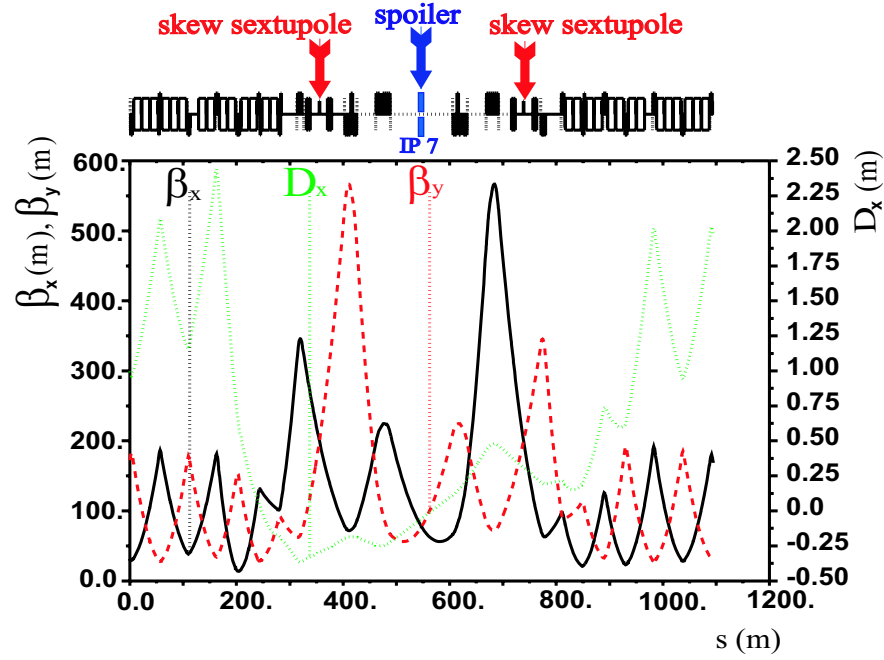 spoiler
skew sextupole
skew sextupole
IP 7
βx (m), βy (m)
600.
500.
400.
300.
200.
100.
0.0
βx
Dx
βy
2.50
2.25
2.00
1.75
1.50
1.25
1.00
0.75
0.50
0.25
0.0
-0.25
-0.50
Dx (m)
0.0
200.
400.
600.
800.
1000.
1200.
s (m)